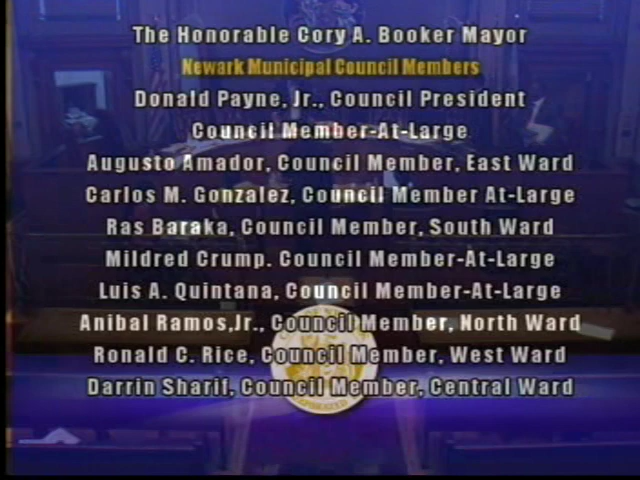 The Honorable Cory A. Booker Mayor
Newark Municipal Council Members
Donald Payne, Jr., Council President
Council Member-At-Large
Augusto Amador, Council Member, East Ward
Carlos M. Gonzalez, Council Member At-Large
Ras Baraka, Council Member, South Ward
Mildred Crump. Council Member-At-Large
Luis A. Quintana, Council Member-At-Large
Anibal Ramos,Jr., Council Member, North Ward
Ronald C. Rice, Council Member, West Ward
Darrin Sharif, Council Member, Central Ward